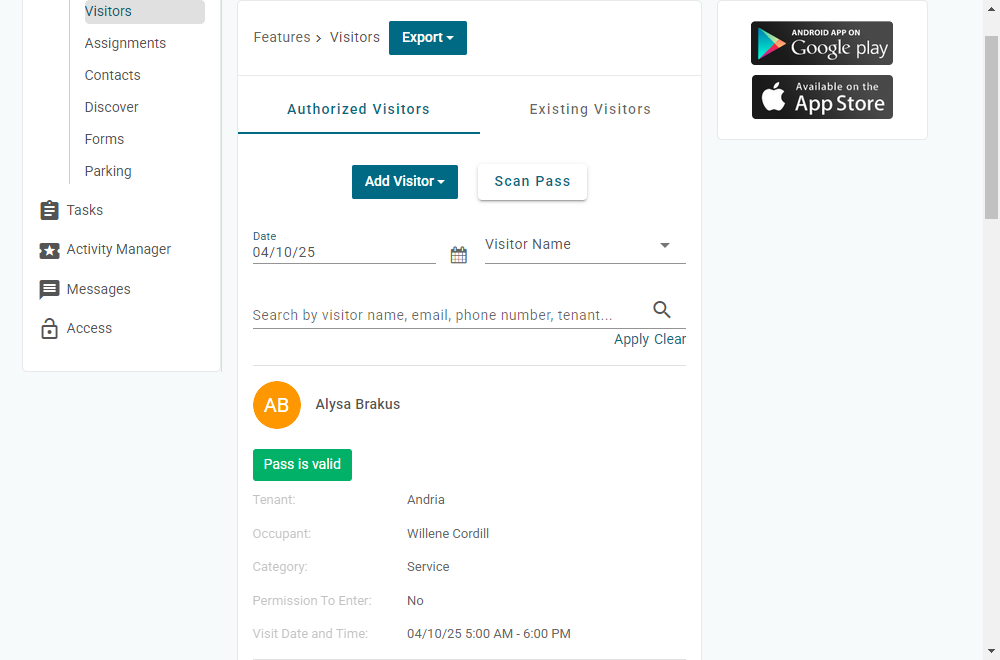 Visitors
Assignments
Contacts
Discover
Forms
Parking
Tasks
Activity Manager
Messages
Access
Features > Visitors Export
Authorized Visitors Existing Visitors
Add Visitor Scan Pass
Date
04/10/25
Visitor Name
Search by visitor name, email, phone number, tenant...
Apply Clear
AB Alysa Brakus
Pass is valid
Tenant: Andria
Occupant: Willene Cordill
Category: Service
Permission To Enter: No
Visit Date and Time: 04/10/25 5:00 AM - 6:00 PM
ANDROID APP ON
Google play
Available on the
App Store